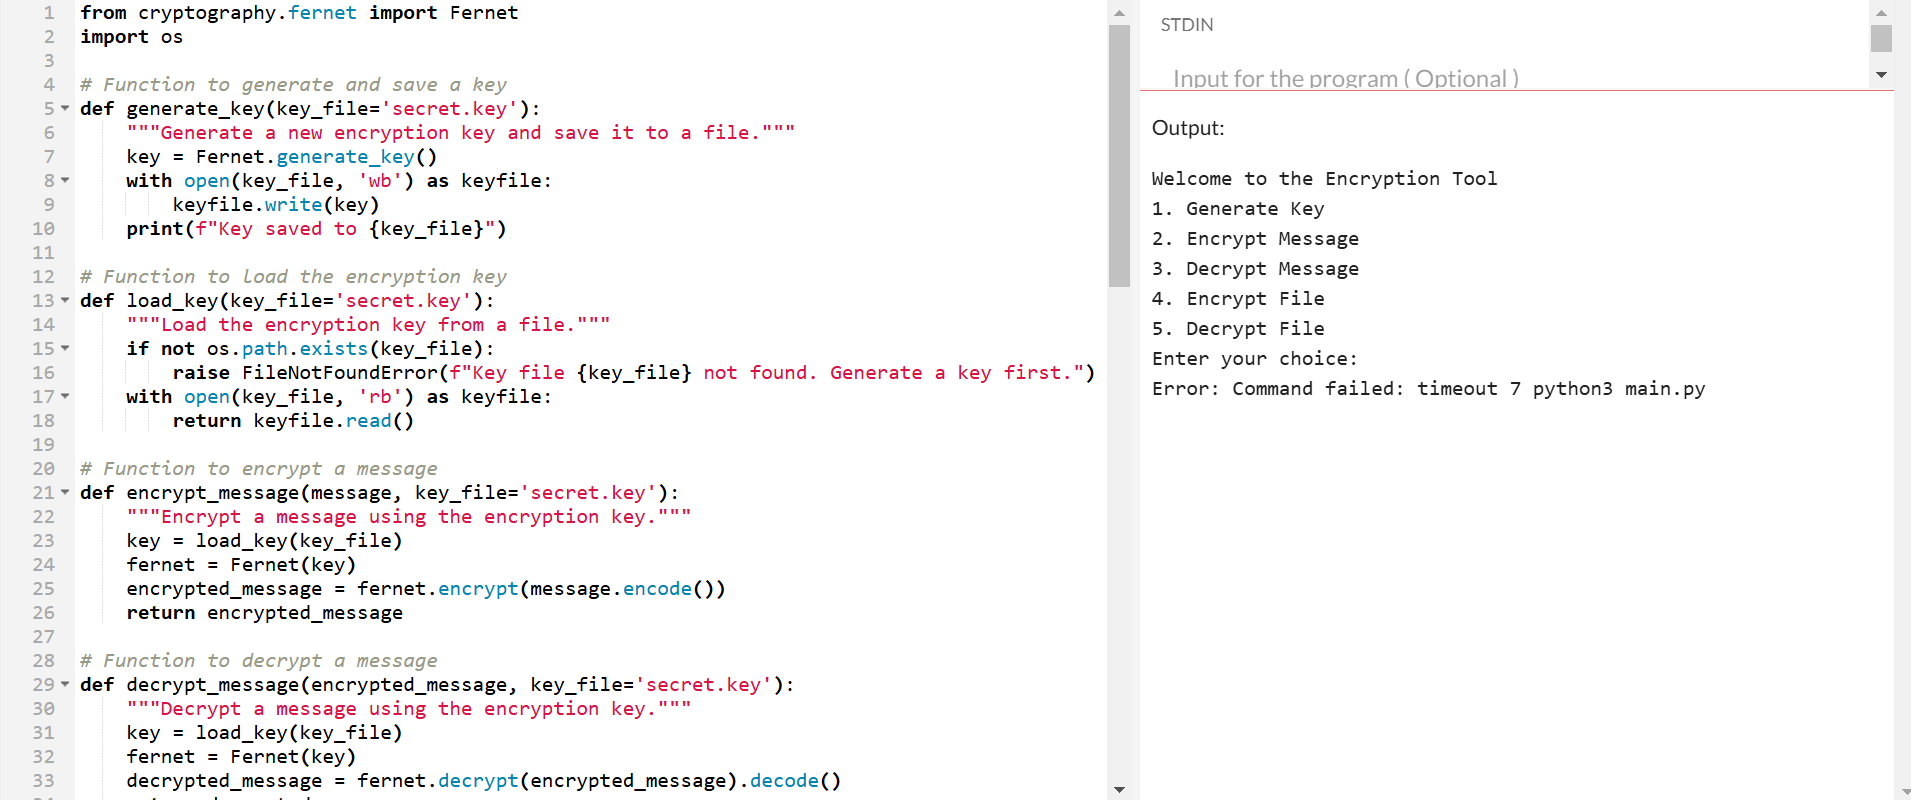 1 from cryptography.fernet import Fernet
2 import os
3
4 # Function to generate and save a key
5 def generate_key(key_file='secret.key'):
6     """Generate a new encryption key and save it to a file."""
7     key = Fernet.generate_key()
8     with open(key_file, 'wb') as keyfile:
9         keyfile.write(key)
10     print(f"Key saved to {key_file}")
11
12 # Function to load the encryption key
13 def load_key(key_file='secret.key'):
14     """Load the encryption key from a file."""
15     if not os.path.exists(key_file):
16         raise FileNotFoundError(f"Key file {key_file} not found. Generate a key first.")
17     with open(key_file, 'rb') as keyfile:
18         return keyfile.read()
19
20 # Function to encrypt a message
21 def encrypt_message(message, key_file='secret.key'):
22     """Encrypt a message using the encryption key."""
23     key = load_key(key_file)
24     fernet = Fernet(key)
25     encrypted_message = fernet.encrypt(message.encode())
26     return encrypted_message
27
28 # Function to decrypt a message
29 def decrypt_message(encrypted_message, key_file='secret.key'):
30     """Decrypt a message using the encryption key."""
31     key = load_key(key_file)
32     fernet = Fernet(key)
33     decrypted_message = fernet.decrypt(encrypted_message).decode()
STDIN
Input for the program ( Optional )
Output:
Welcome to the Encryption Tool
1. Generate Key
2. Encrypt Message
3. Decrypt Message
4. Encrypt File
5. Decrypt File
Enter your choice:
Error: Command failed: timeout 7 python3 main.py